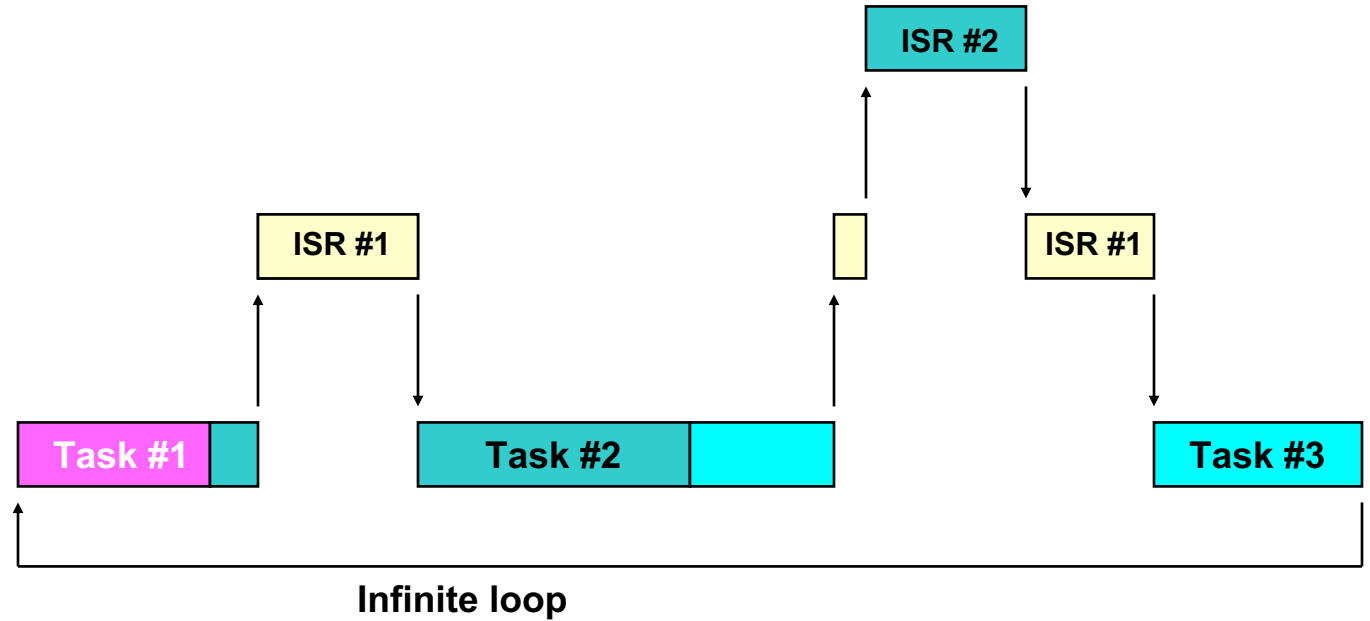 ISR #2
ISR #1
ISR #1
Task #1
Task #2
Task #3
Infinite loop